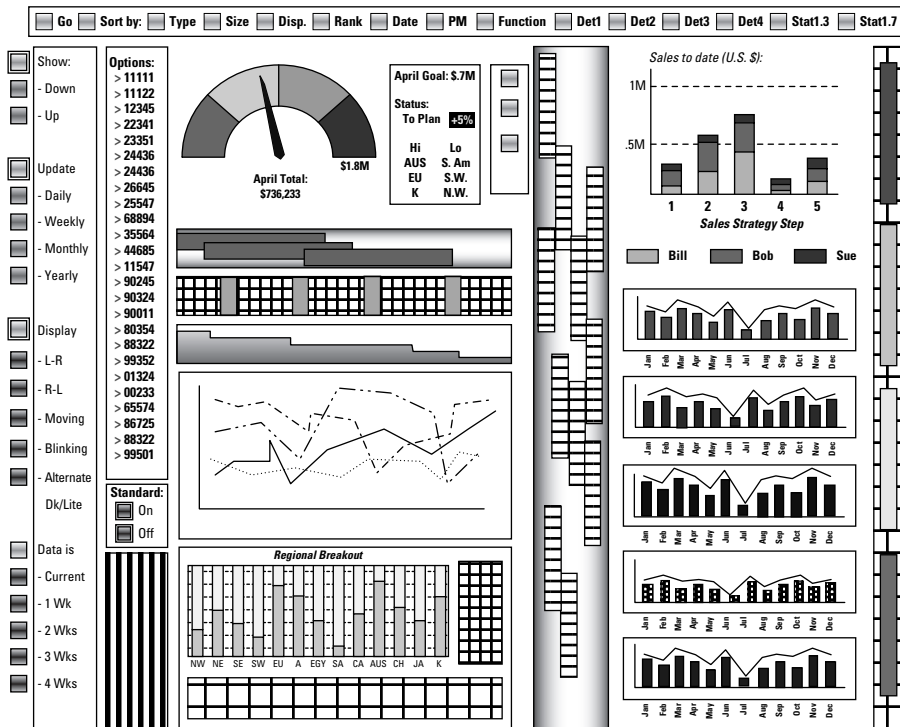 Go Sort by: Type Size Disp. Rank Date PM Function Det1 Det2 Det3 Det4 Stat1.3 Stat1.7
Show:
- Down
- Up
Update
- Daily
- Weekly
- Monthly
- Yearly
Display
- L-R
- R-L
- Moving
- Blinking
- Alternate
Dk/Lite
Data is
- Current
- 1 Wk
- 2 Wks
- 3 Wks
- 4 Wks
Options:
> 11111
> 11122
> 12345
> 22341
> 23351
> 24436
> 24436
> 26645
> 25547
> 68894
> 35564
> 44685
> 11547
> 90245
> 90324
> 90011
> 80354
> 88322
> 99352
> 01324
> 00233
> 65574
> 86725
> 88322
> 99501
Standard:
On
Off
$1.8M
April Total:
$736,233
April Goal: $.7M
Status:
To Plan +5%
Hi Lo
AUS S. Am
EU S.W.
K N.W.
Regional Breakout
NW NE SE SW EU A EGY SA CA AUS CH JA K
Sales to date (U.S. $):
1M
.5M
1 2 3 4 5
Sales Strategy Step
Bill Bob Sue
Jan Feb Mar Apr May Jun Jul Aug Sep Oct Nov Dec
Jan Feb Mar Apr May Jun Jul Aug Sep Oct Nov Dec
Jan Feb Mar Apr May Jun Jul Aug Sep Oct Nov Dec
Jan Feb Mar Apr May Jun Jul Aug Sep Oct Nov Dec
Jan Feb Mar Apr May Jun Jul Aug Sep Oct Nov Dec